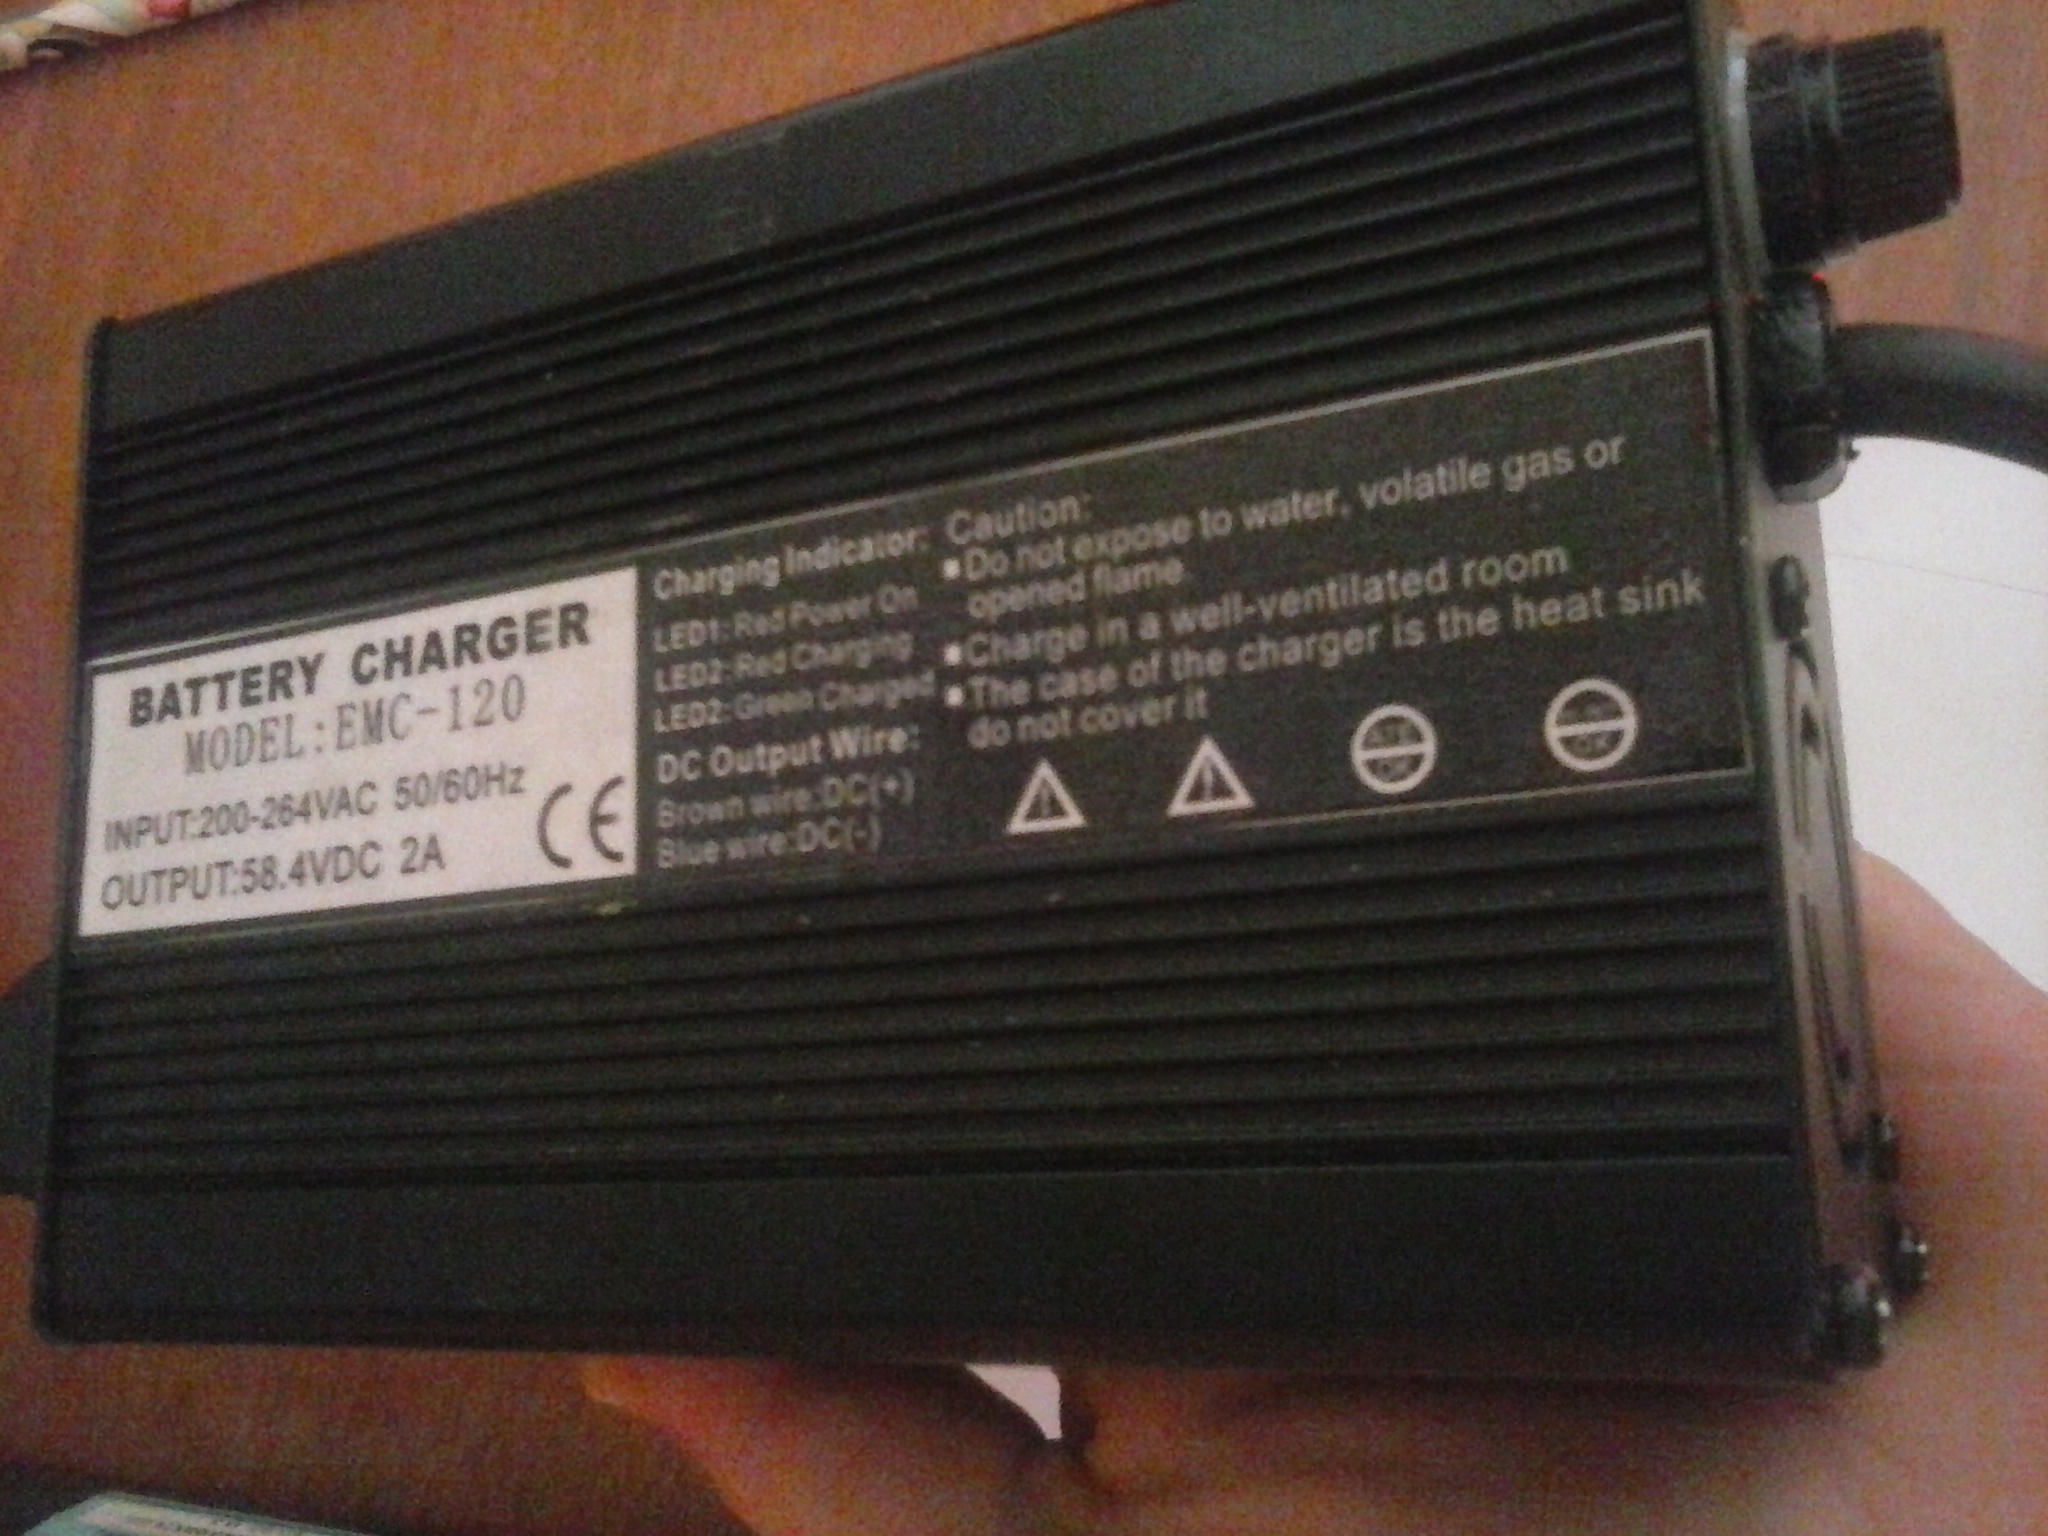 BATTERY CHARGER
MODEL:EMC-120
INPUT:200-264VAC 50/60Hz
OUTPUT:58.4VDC 2A
CE
Charging Indicator:
LED1: Red Power On
LED2: Red Charging
LED2: Green Charged
DC Output Wire:
Brown wire:DC(+)
Blue wire:DC(-)
Caution:
▪Do not expose to water, volatile gas or
opened flame
▪Charge in a well-ventilated room
▪The case of the charger is the heat sink
do not cover it